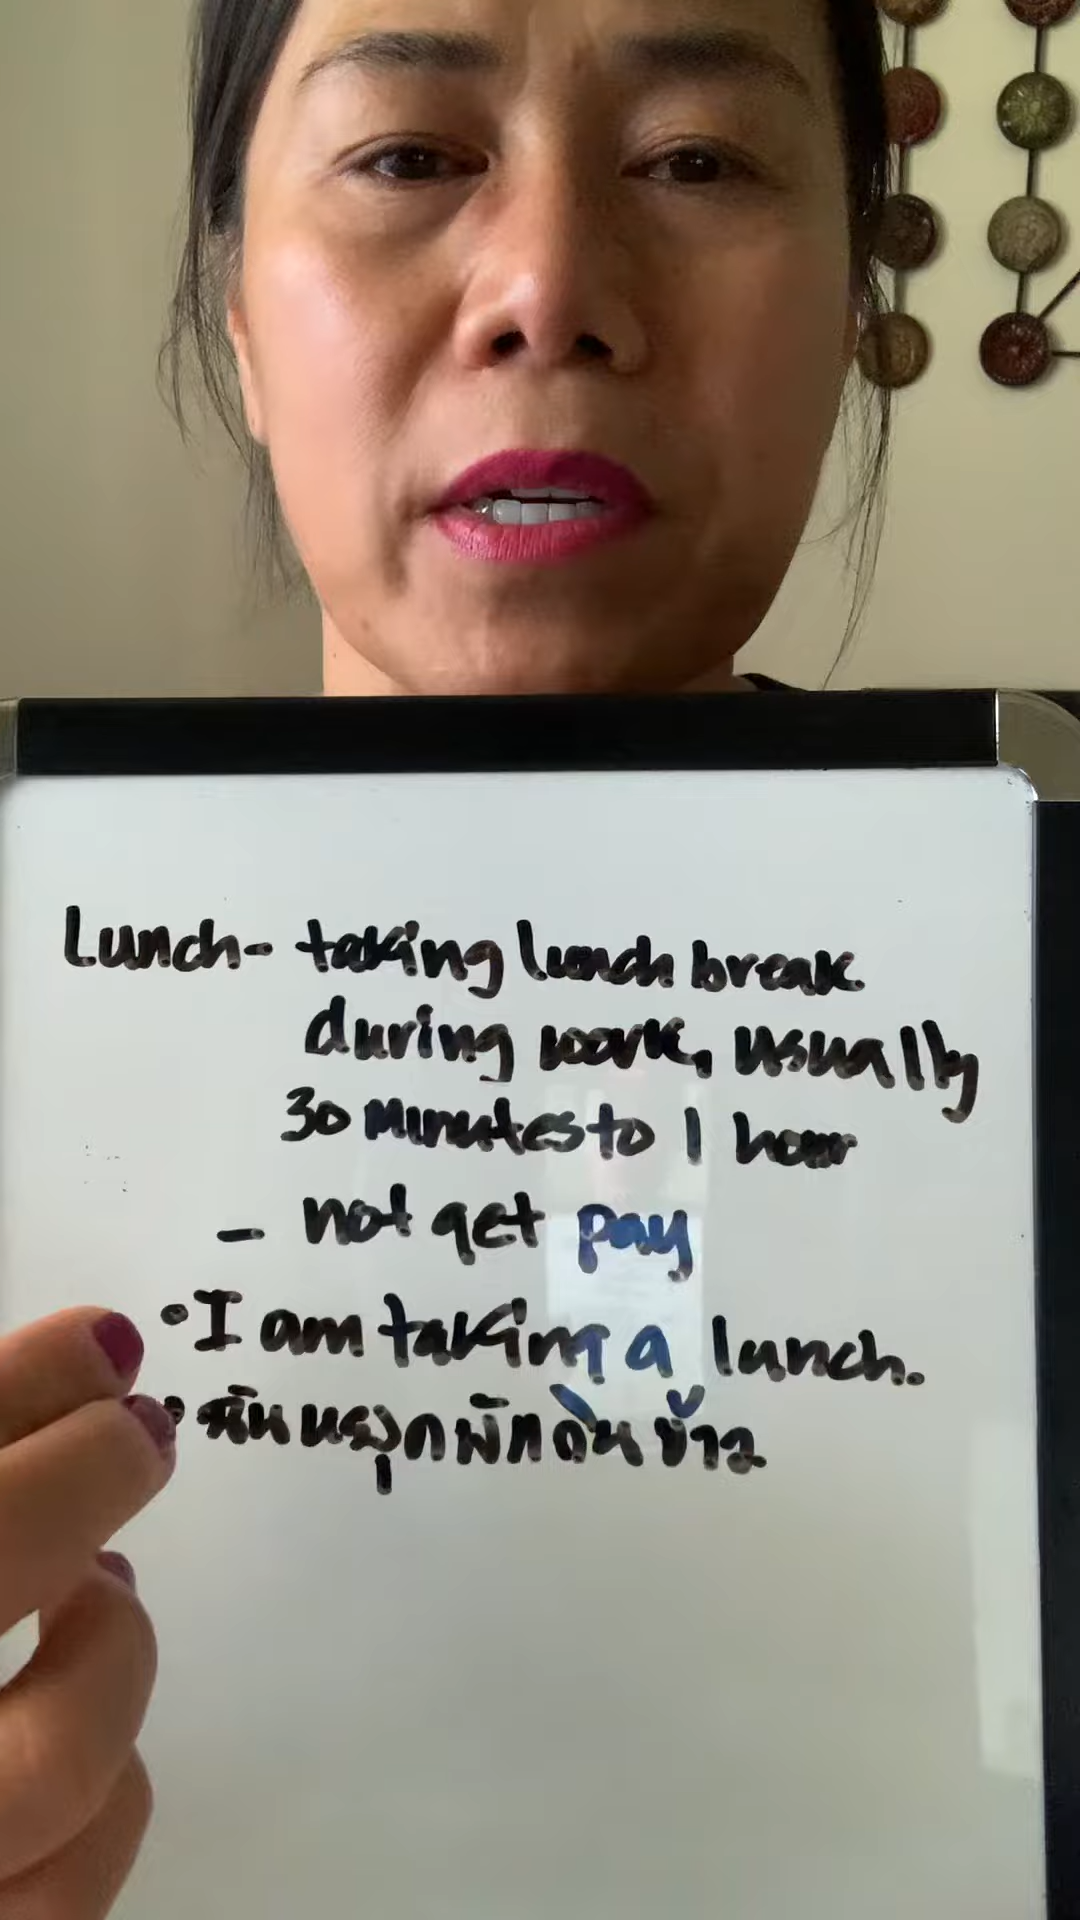 Lunch- taking lunch break
during work, usually
30 minutes to 1 hour
- not get pay
• I am taking a lunch.
• ฉันหยุดพักกินข้าว